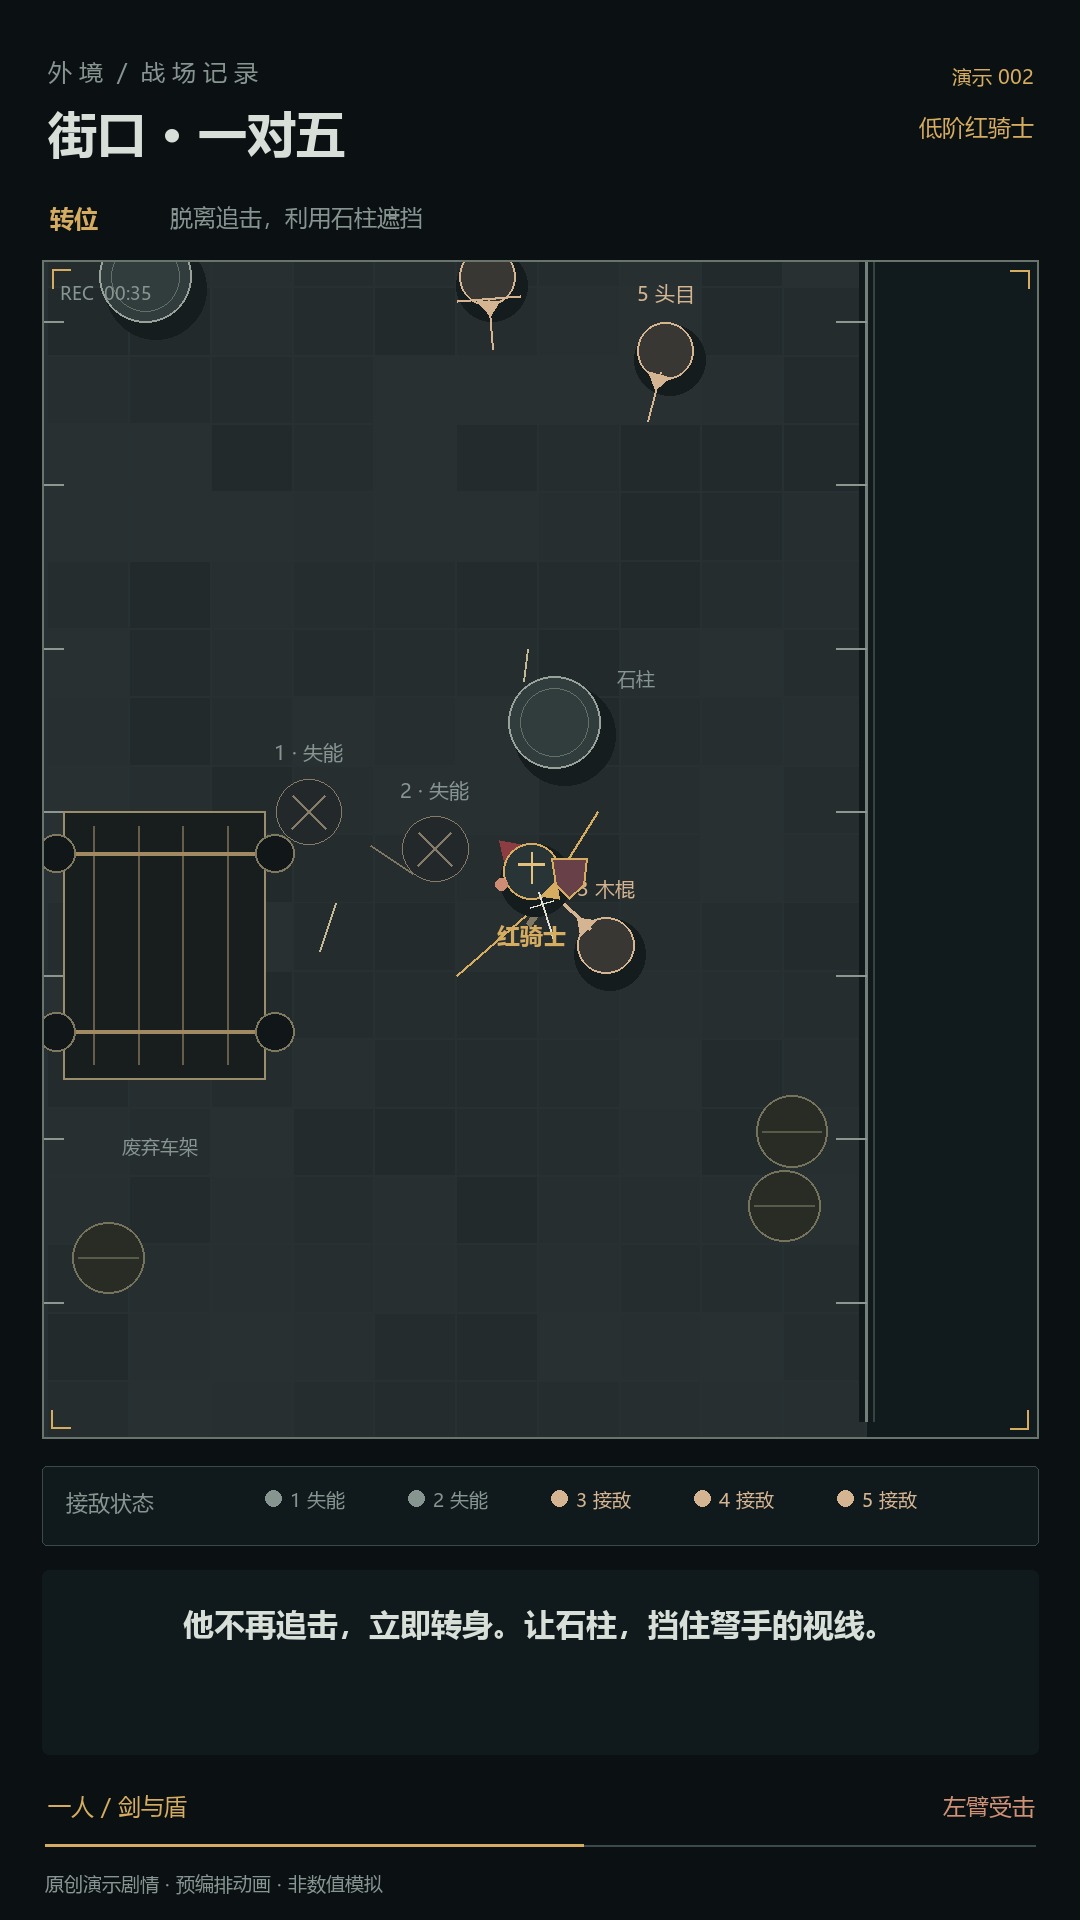 外境 / 战场记录
演示 002
街口·一对五
低阶红骑士
转位
脱离追击，利用石柱遮挡
REC 00:35
5 头目
石柱
1 · 失能
2 · 失能
3 木棍
红骑士
废弃车架
接敌状态
1 失能
2 失能
3 接敌
4 接敌
5 接敌
他不再追击，立即转身。让石柱，挡住弩手的视线。
一人 / 剑与盾
左臂受击
原创演示剧情 · 预编排动画 · 非数值模拟